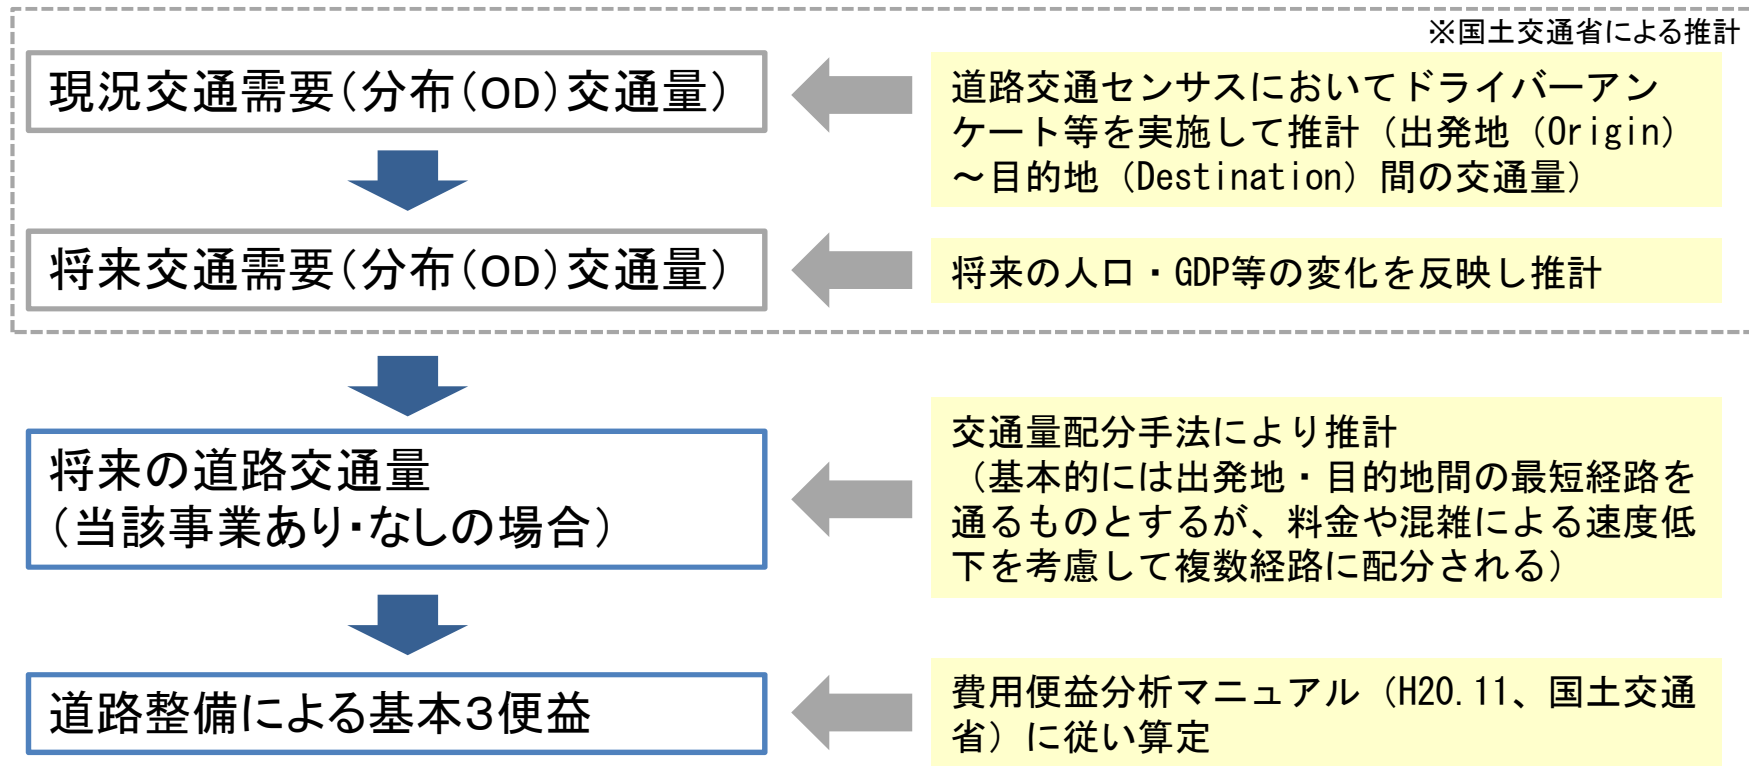 ※国土交通省による推計
現況交通需要（分布（OD）交通量）
道路交通センサスにおいてドライバーアン
ケート等を実施して推計（出発地（Origin）
～目的地（Destination）間の交通量）
将来交通需要（分布（OD）交通量）
将来の人口・GDP等の変化を反映し推計
将来の道路交通量
（当該事業あり・なしの場合）
交通量配分手法により推計
（基本的には出発地・目的地間の最短経路を
通るものとするが、料金や混雑による速度低
下を考慮して複数経路に配分される）
道路整備による基本３便益
費用便益分析マニュアル（H20.11、国土交通
省）に従い算定